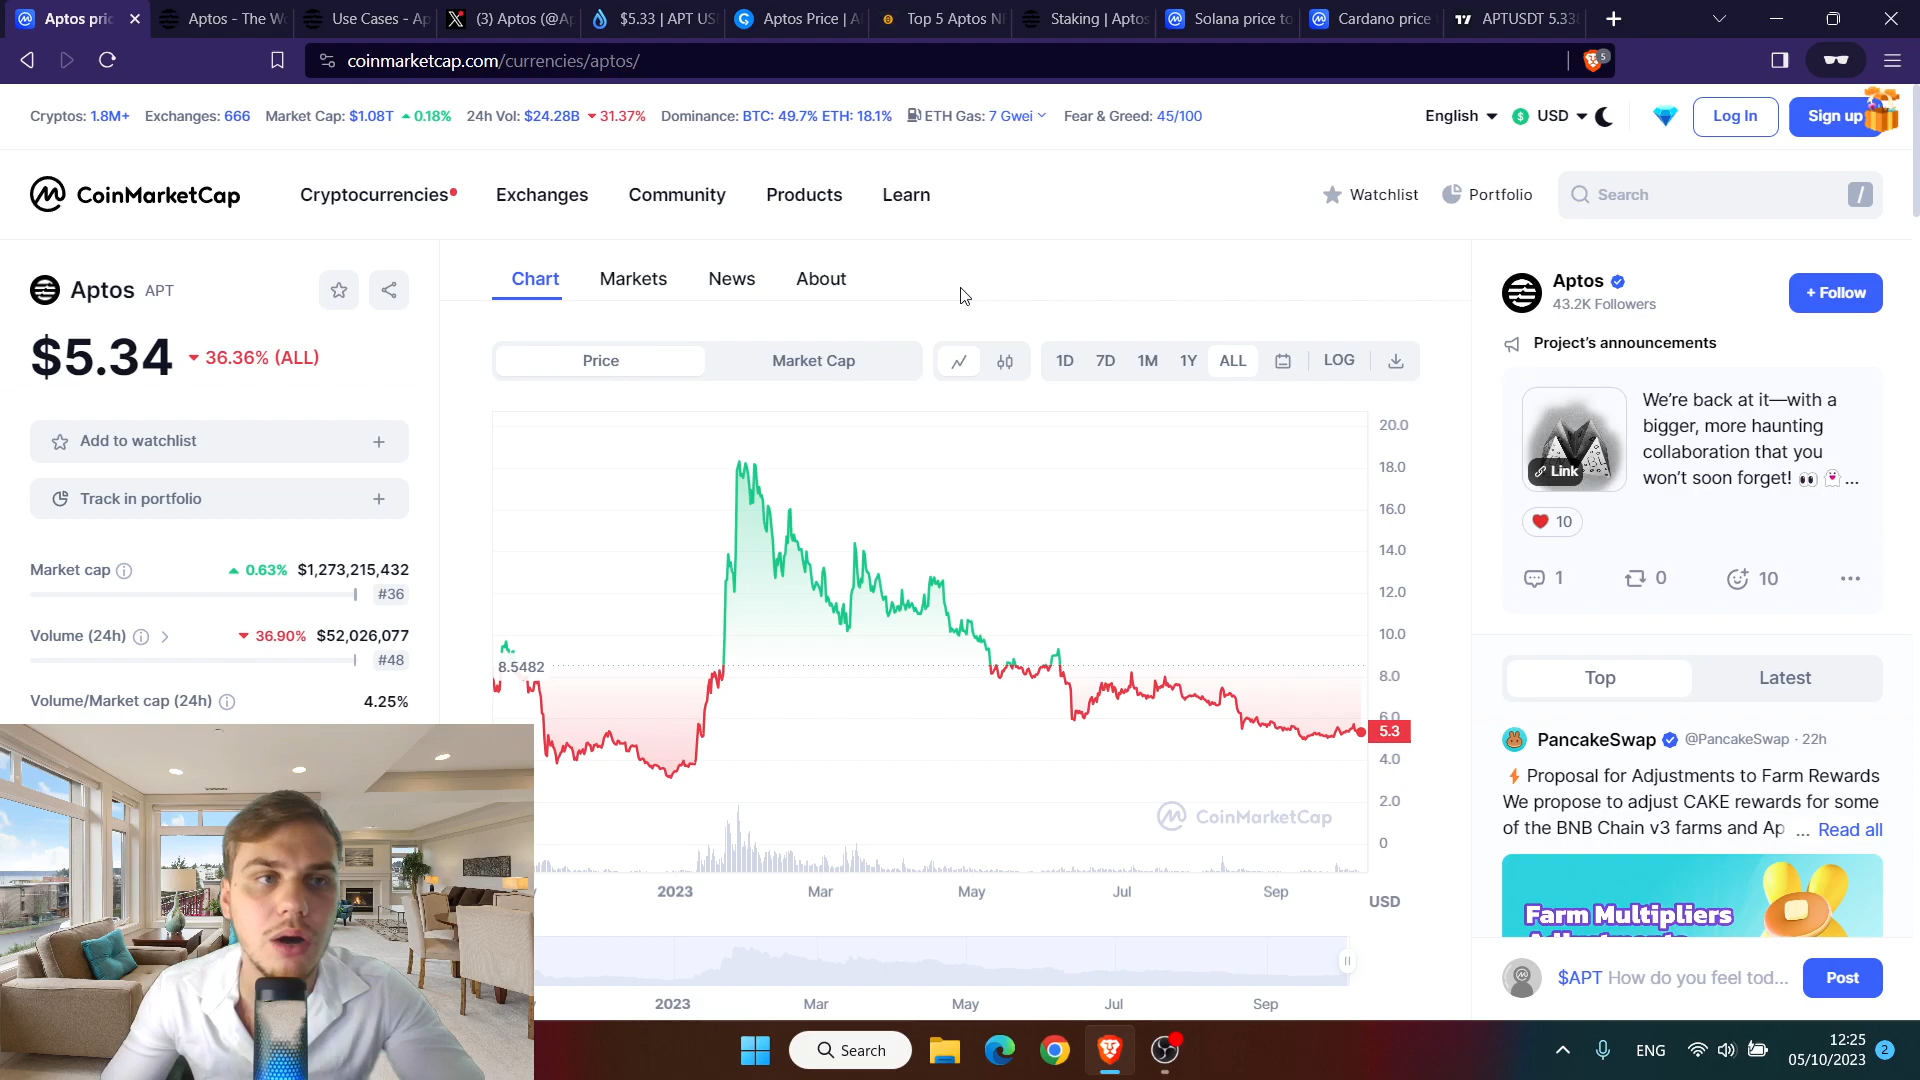 Aptos pric
Aptos - The Wo
Use Cases - Ap
(3) Aptos (@Ap
$5.33 | APT US
Aptos Price | A
Top 5 Aptos NF
Staking | Aptos
Solana price to
Cardano price
APTUSDT 5.33
coinmarketcap.com/currencies/aptos/
5
Cryptos: 1.8M+ Exchanges: 666 Market Cap: $1.08T 0.18% 24h Vol: $24.28B 31.37% Dominance: BTC: 49.7% ETH: 18.1% ETH Gas: 7 Gwei Fear & Greed: 45/100
English USD Log In Sign up
CoinMarketCap
Cryptocurrencies Exchanges Community Products Learn
Watchlist Portfolio Search /
Aptos APT
$5.34 36.36% (ALL)
Add to watchlist +
Track in portfolio +
Market cap 0.63% $1,273,215,432
#36
Volume (24h) 36.90% $52,026,077
#48
Volume/Market cap (24h) 4.25%
Chart Markets News About
Price Market Cap 1D 7D 1M 1Y ALL LOG
20.0
18.0
16.0
14.0
12.0
10.0
8.5482
8.0
6.0
5.3
4.0
2.0
0
CoinMarketCap
2023 Mar May Jul Sep
USD
2023 Mar May Jul Sep
Aptos
43.2K Followers
+ Follow
Project's announcements
Link
We're back at it—with a
bigger, more haunting
collaboration that you
won't soon forget! 👀 👻 ...
❤️ 10
1 0 10
Top Latest
PancakeSwap @PancakeSwap · 22h
⚡ Proposal for Adjustments to Farm Rewards
We propose to adjust CAKE rewards for some
of the BNB Chain v3 farms and Ap ... Read all
Farm Multipliers
$APT How do you feel tod... Post
Search
ENG
12:25
05/10/2023
2